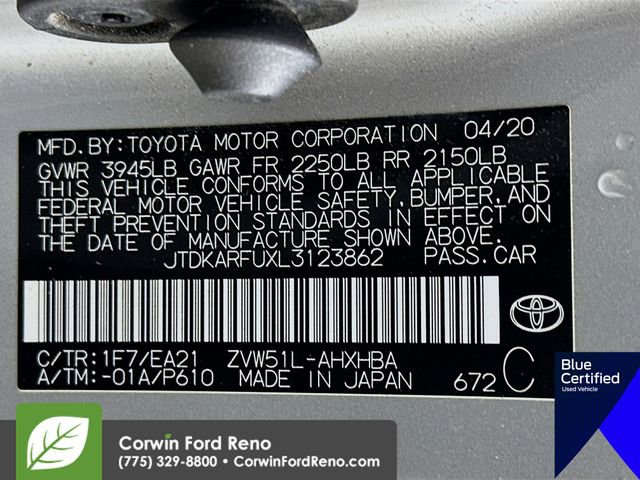 MFD.BY:TOYOTA MOTOR CORPORATION 04/20
GVWR 3945LB GAWR FR 2250LB RR 2150LB
THIS VEHICLE CONFORMS TO ALL APPLICABLE
FEDERAL MOTOR VEHICLE SAFETY,BUMPER,AND
THEFT PREVENTION STANDARDS IN EFFECT ON
THE DATE OF MANUFACTURE SHOWN ABOVE.
JTDKARFUXL3123862 PASS.CAR
C/TR:1F7/EA21 ZVW51L-AHXHBA
A/TM:-01A/P610 MADE IN JAPAN 672 C
Blue
Certified
Used Vehicle
Corwin Ford Reno
(775) 329-8800 • CorwinFordReno.com